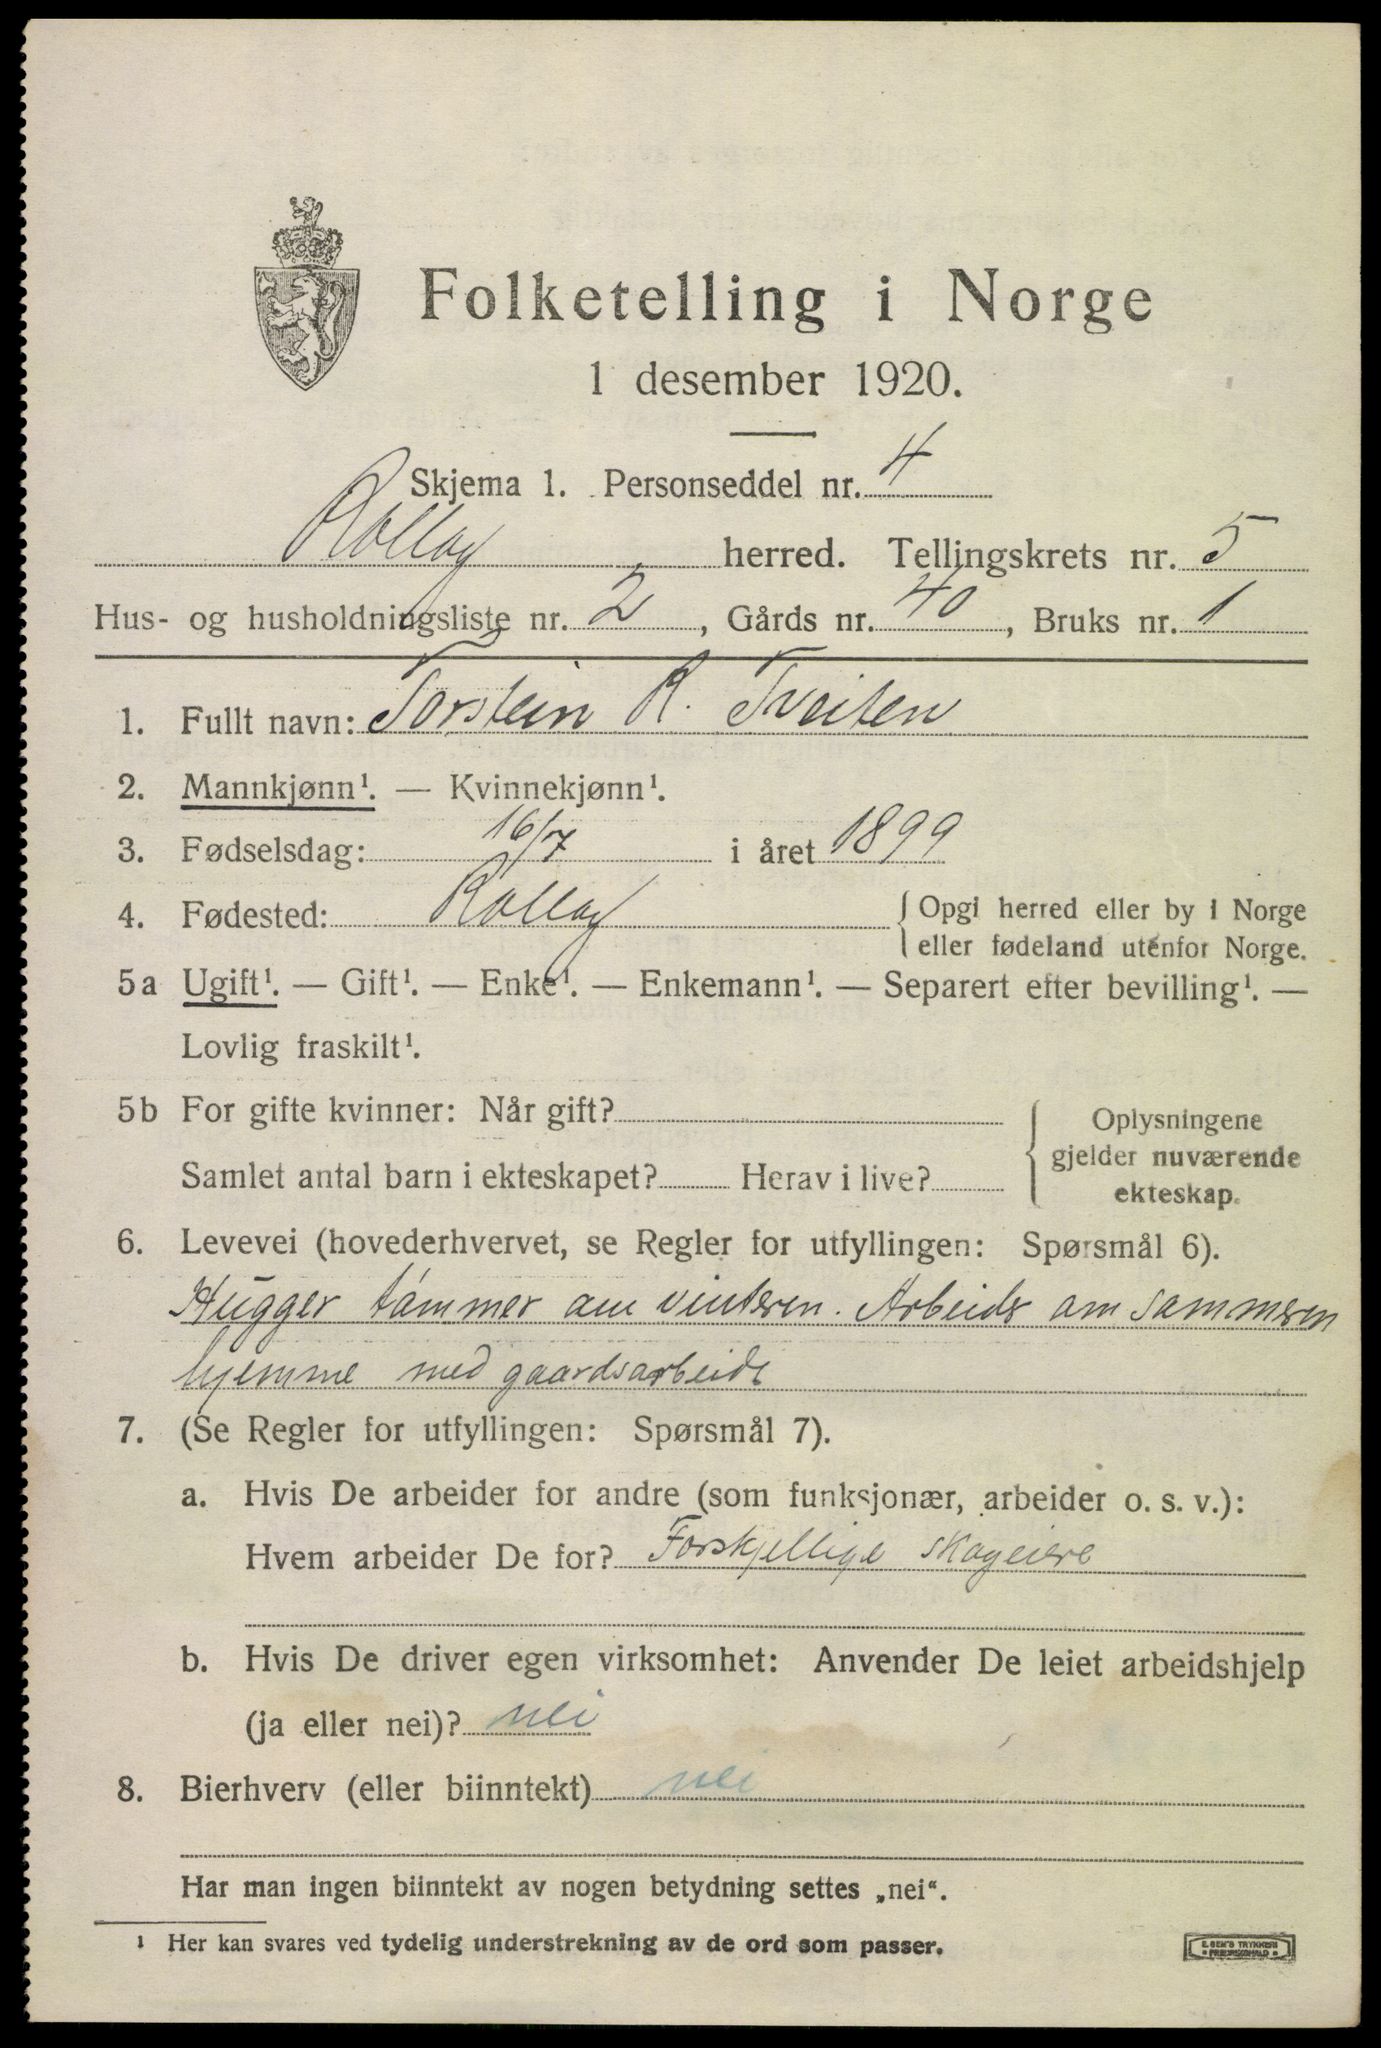 Folketelling i Norge
1 desember 1920.
Skjema 1. Personseddel nr. 4
Rollag herred. Tellingskrets nr. 5
Hus- og husholdningsliste nr. 2, Gårds nr. 40, Bruks nr. 1
1. Fullt navn: Torstein R. Tveiten
2. Mannkjønn¹. — Kvinnekjønn¹.
3. Fødselsdag: 16/7 i året 1899
4. Fødested: Rollag { Opgi herred eller by i Norge
eller fødeland utenfor Norge.
5a Ugift¹. — Gift¹. — Enke¹. — Enkemann¹. — Separert efter bevilling¹. —
Lovlig fraskilt¹.
5b For gifte kvinner: Når gift?
Samlet antal barn i ekteskapet? Herav i live?
{ Oplysningene
gjelder nuværende
ekteskap.
6. Levevei (hovederhvervet, se Regler for utfyllingen: Spørsmål 6).
Hugger tømmer om vinteren. Arbeider om sommeren
hjemme med gaardsarbeide
7. (Se Regler for utfyllingen: Spørsmål 7).
a. Hvis De arbeider for andre (som funksjonær, arbeider o. s. v.):
Hvem arbeider De for? Forskjellige skogeiere
b. Hvis De driver egen virksomhet: Anvender De leiet arbeidshjelp
(ja eller nei)? nei
8. Bierhverv (eller biinntekt) nei
Har man ingen biinntekt av nogen betydning settes „nei“.
¹ Her kan svares ved tydelig understrekning av de ord som passer.
E. SEM'S TRYKKERI
FREDRIKSHALD